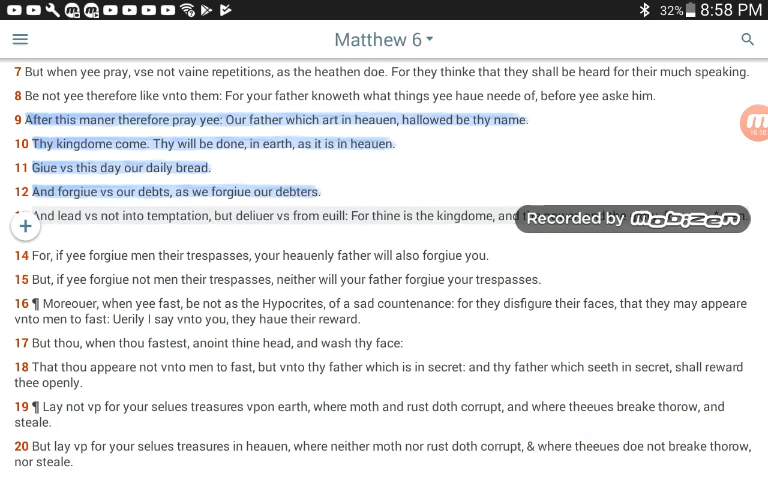 32% 8:58 PM
Matthew 6
7 But when yee pray, vse not vaine repetitions, as the heathen doe. For they thinke that they shall be heard for their much speaking.
8 Be not yee therefore like vnto them: For your father knoweth what things yee haue neede of, before yee aske him.
9 After this maner therefore pray yee: Our father which art in heauen, hallowed be thy name.
10 Thy kingdome come. Thy will be done, in earth, as it is in heauen.
11 Giue vs this day our daily bread.
12 And forgiue vs our debts, as we forgiue our debters.
And lead vs not into temptation, but deliuer vs from euill: For thine is the kingdome, and
Recorded by mobizen
14 For, if yee forgiue men their trespasses, your heauenly father will also forgiue you.
15 But, if yee forgiue not men their trespasses, neither will your father forgiue your trespasses.
16 ¶ Moreouer, when yee fast, be not as the Hypocrites, of a sad countenance: for they disfigure their faces, that they may appeare
vnto men to fast: Uerily I say vnto you, they haue their reward.
17 But thou, when thou fastest, anoint thine head, and wash thy face:
18 That thou appeare not vnto men to fast, but vnto thy father which is in secret: and thy father which seeth in secret, shall reward
thee openly.
19 ¶ Lay not vp for your selues treasures vpon earth, where moth and rust doth corrupt, and where theeues breake thorow, and
steale.
20 But lay vp for your selues treasures in heauen, where neither moth nor rust doth corrupt, & where theeues doe not breake thorow,
nor steale.